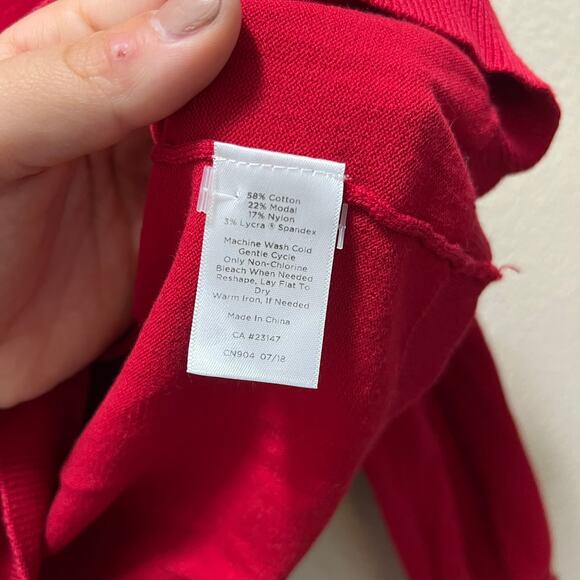 58% Cotton
22% Modal
17% Nylon
3% Lycra ® Spandex
Machine Wash Cold
Gentle Cycle
Only Non-Chlorine
Bleach When Needed
Reshape, Lay Flat To
Dry
Warm Iron, If Needed
Made In China
CA #23147
CN904 07/18